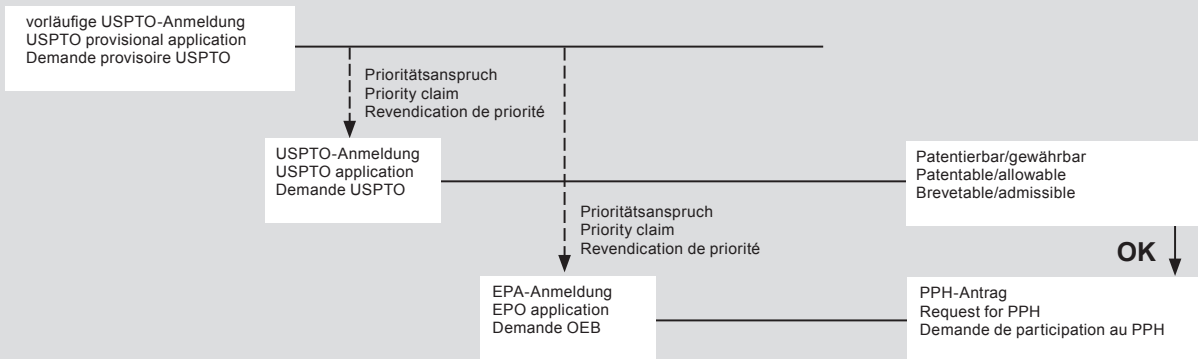 vorläufige USPTO-Anmeldung
USPTO provisional application
Demande provisoire USPTO
Prioritätsanspruch
Priority claim
Revendication de priorité
USPTO-Anmeldung
USPTO application
Demande USPTO
Patentierbar/gewährbar
Patentable/allowable
Brevetable/admissible
Prioritätsanspruch
Priority claim
Revendication de priorité
OK
EPA-Anmeldung
EPO application
Demande OEB
PPH-Antrag
Request for PPH
Demande de participation au PPH